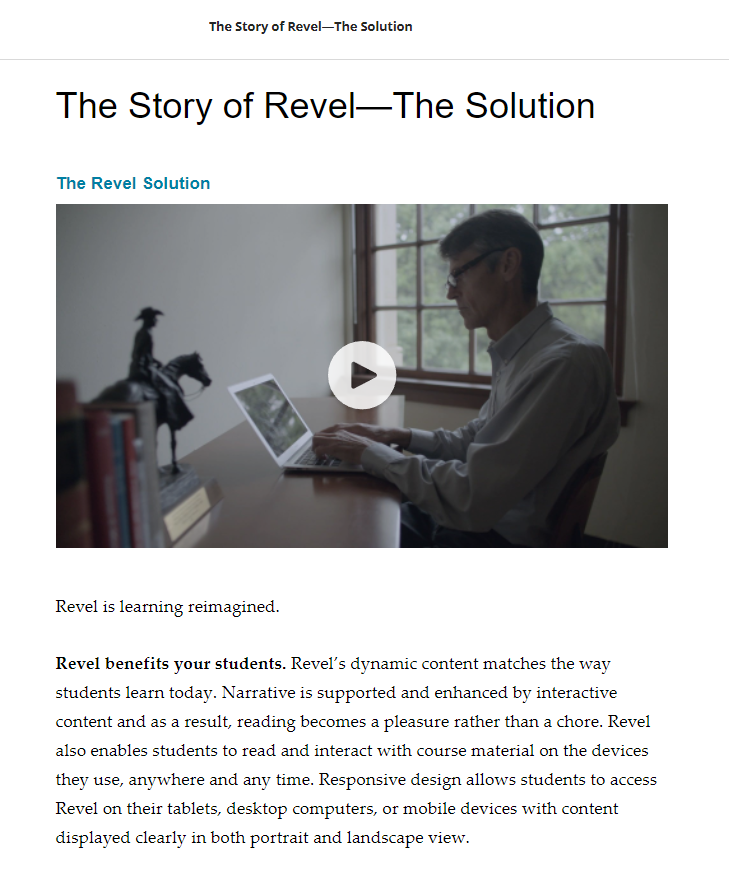 The Story of Revel—The Solution
The Story of Revel—The Solution
The Revel Solution
Revel is learning reimagined.
Revel benefits your students. Revel’s dynamic content matches the way
students learn today. Narrative is supported and enhanced by interactive
content and as a result, reading becomes a pleasure rather than a chore. Revel
also enables students to read and interact with course material on the devices
they use, anywhere and any time. Responsive design allows students to access
Revel on their tablets, desktop computers, or mobile devices with content
displayed clearly in both portrait and landscape view.